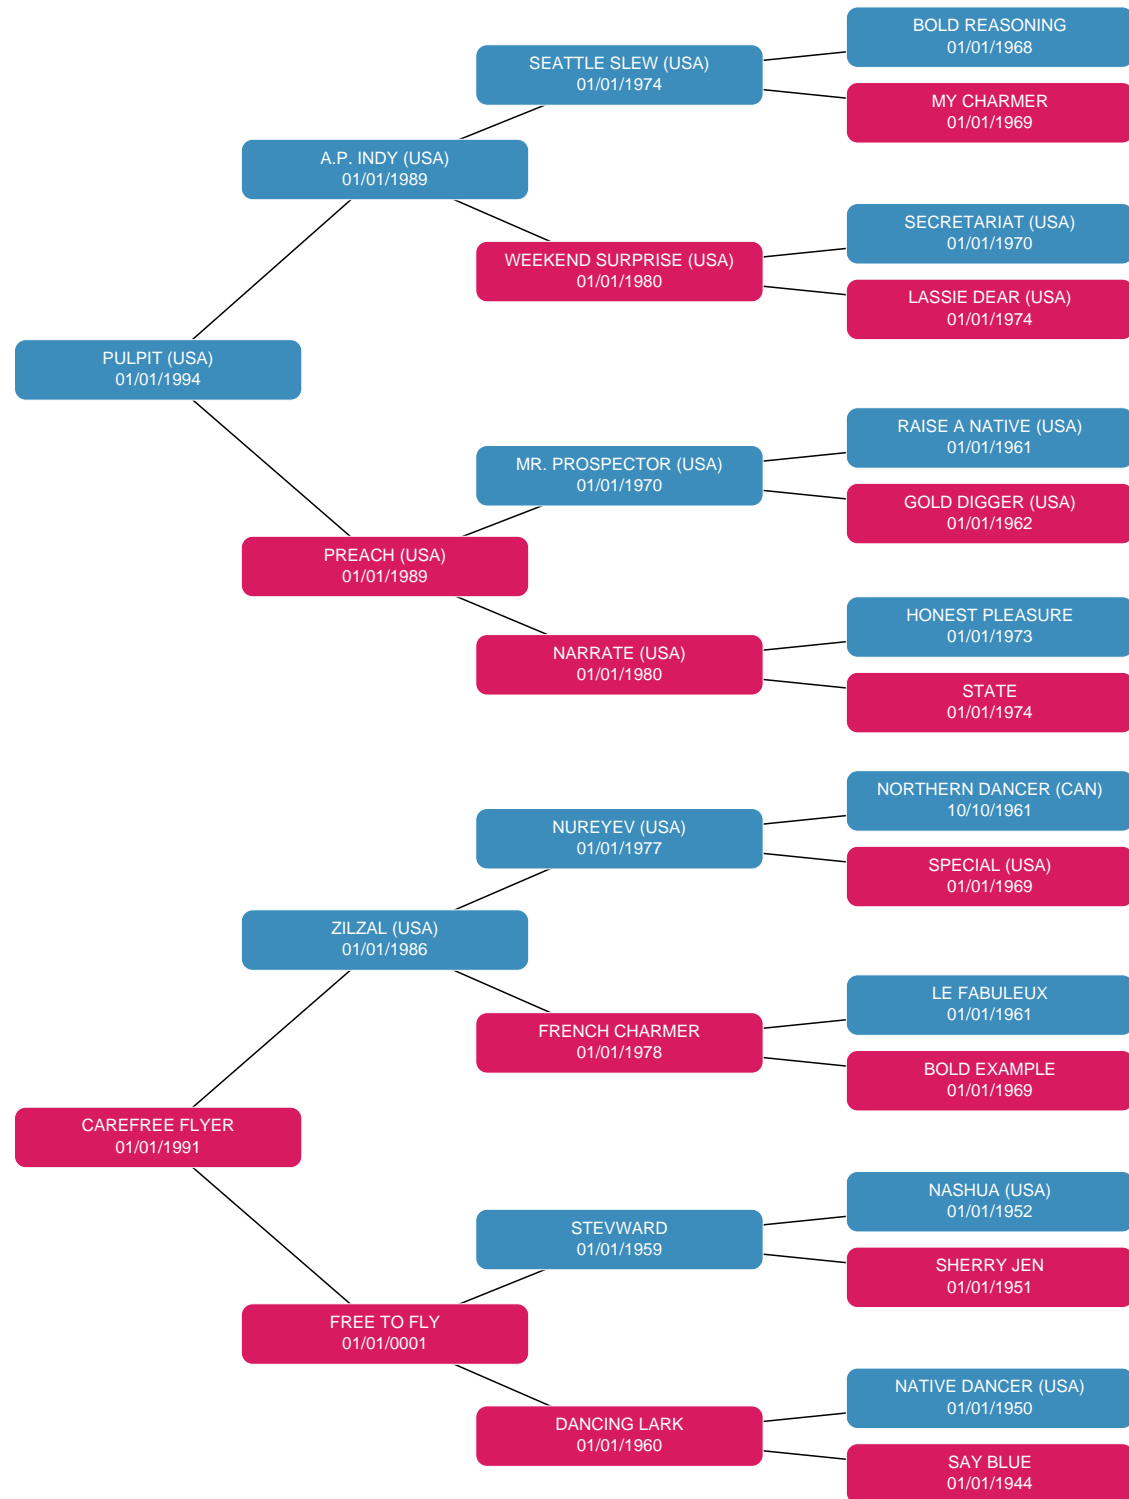 BOLD REASONING
01/01/1968
SEATTLE SLEW (USA)
01/01/1974
MY CHARMER
01/01/1969
A.P. INDY (USA)
01/01/1989
SECRETARIAT (USA)
01/01/1970
WEEKEND SURPRISE (USA)
01/01/1980
LASSIE DEAR (USA)
01/01/1974
PULPIT (USA)
01/01/1994
RAISE A NATIVE (USA)
01/01/1961
MR. PROSPECTOR (USA)
01/01/1970
GOLD DIGGER (USA)
01/01/1962
PREACH (USA)
01/01/1989
HONEST PLEASURE
01/01/1973
NARRATE (USA)
01/01/1980
STATE
01/01/1974
NORTHERN DANCER (CAN)
10/10/1961
NUREYEV (USA)
01/01/1977
SPECIAL (USA)
01/01/1969
ZILZAL (USA)
01/01/1986
LE FABULEUX
01/01/1961
FRENCH CHARMER
01/01/1978
BOLD EXAMPLE
01/01/1969
CAREFREE FLYER
01/01/1991
NASHUA (USA)
01/01/1952
STEVWARD
01/01/1959
SHERRY JEN
01/01/1951
FREE TO FLY
01/01/0001
NATIVE DANCER (USA)
01/01/1950
DANCING LARK
01/01/1960
SAY BLUE
01/01/1944